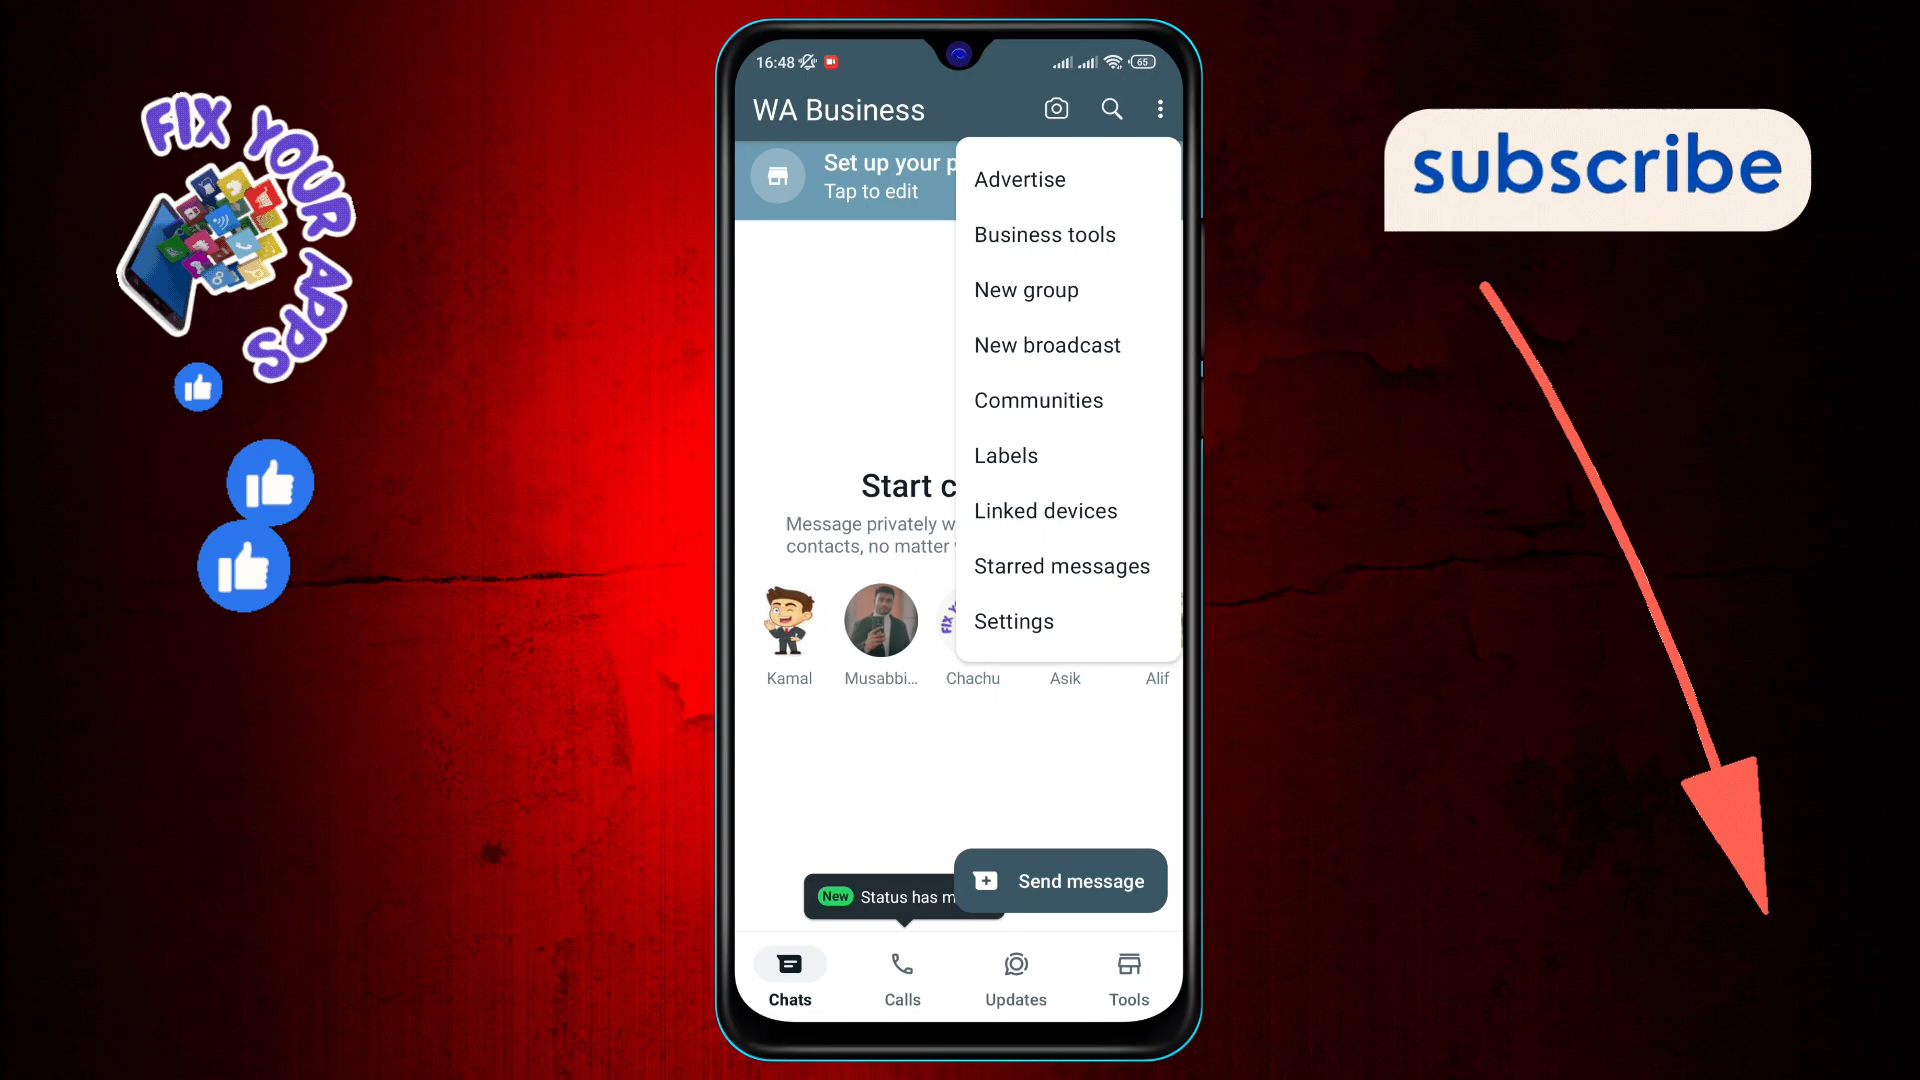 FIX YOUR APPS
subscribe
16:48
65
WA Business
Set up your p
Tap to edit
Advertise
Business tools
New group
New broadcast
Communities
Labels
Linked devices
Starred messages
Settings
Start c
Message privately w
contacts, no matter
FIX
Kamal
Musabbi...
Chachu
Asik
Alif
Send message
New Status has m
Chats
Calls
Updates
Tools